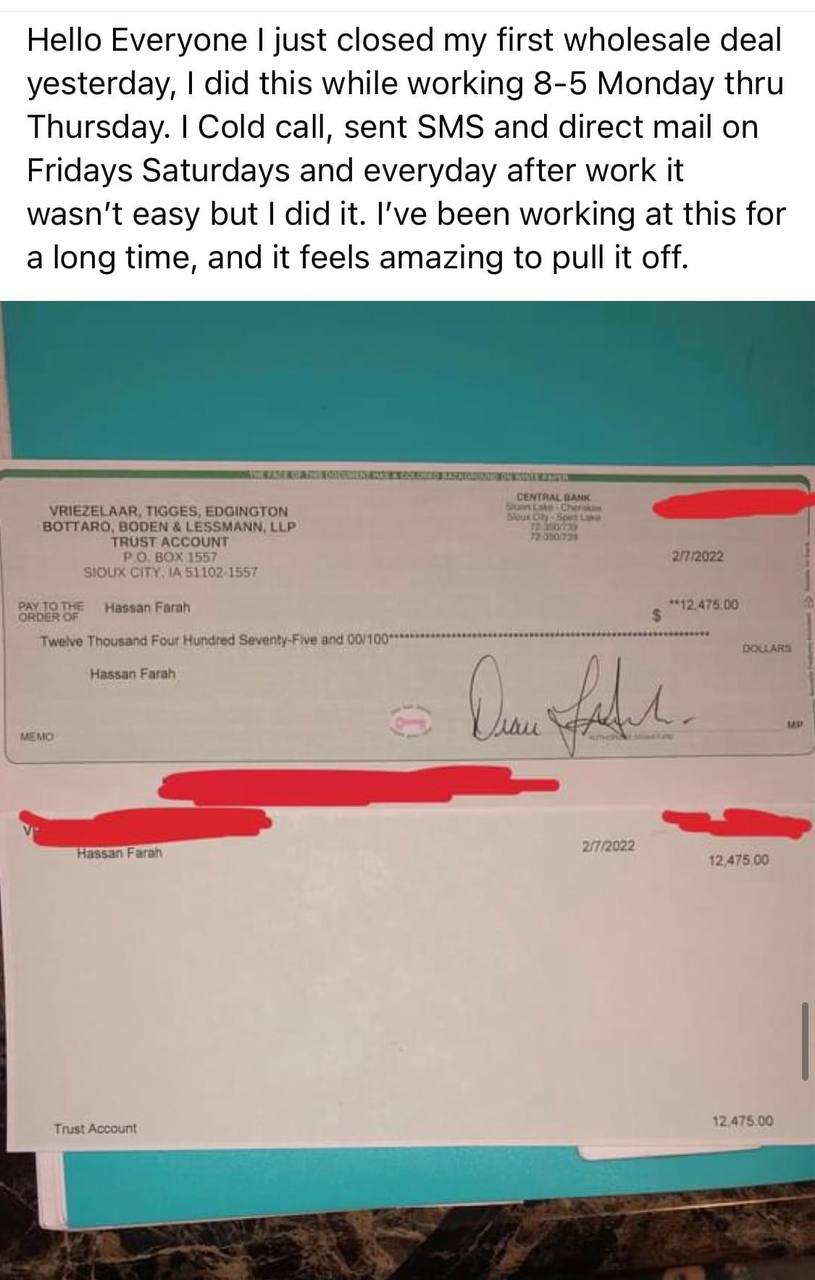 Hello Everyone I just closed my first wholesale deal
yesterday, I did this while working 8-5 Monday thru
Thursday. I Cold call, sent SMS and direct mail on
Fridays Saturdays and everyday after work it
wasn’t easy but I did it. I’ve been working at this for
a long time, and it feels amazing to pull it off.
THE FACE OF THIS DOCUMENT HAS A COLORED BACKGROUND ON WHITE PAPER
VRIEZELAAR, TIGGES, EDGINGTON
BOTTARO, BODEN & LESSMANN, LLP
TRUST ACCOUNT
P.O. BOX 1557
SIOUX CITY, IA 51102-1557
CENTRAL BANK
Storm Lake - Cherokee
Sioux City - Spirit Lake
72-350/739
72-350/739
2/7/2022
PAY TO THE
ORDER OF
Hassan Farah
$ **12,475.00
Twelve Thousand Four Hundred Seventy-Five and 00/100
DOLLARS
Hassan Farah
MEMO
AUTHORIZED SIGNATURE
MP
Hassan Farah
2/7/2022
12,475.00
Trust Account
12,475.00